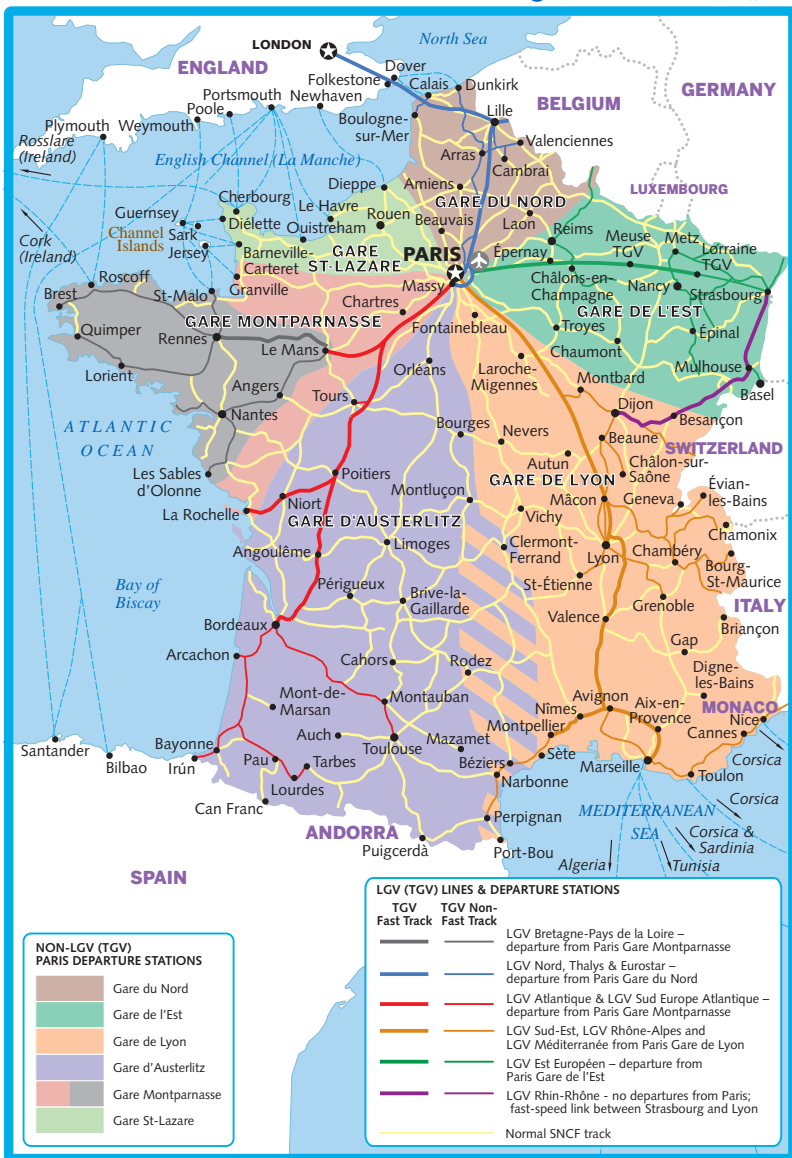 LONDON
North Sea
ENGLAND
Dover
Folkestone
Calais
Dunkirk
GERMANY
Portsmouth
Newhaven
BELGIUM
Poole
Lille
Plymouth
Weymouth
Boulogne-
sur-Mer
Rosslare
(Ireland)
Valenciennes
English Channel (La Manche)
Arras
Cambrai
Dieppe
Amiens
LUXEMBOURG
Cherbourg
Le Havre
GARE DU NORD
Guernsey
Rouen
Beauvais
Laon
Reims
Meuse
TGV
Metz
Diélette
Ouistreham
Channel
Islands
Sark
Jersey
Cork
(Ireland)
Barneville-
Carteret
GARE
ST-LAZARE
PARIS
Épernay
Lorraine
TGV
Roscoff
St-Malo
Granville
Massy
Châlons-en-
Champagne
Nancy
Strasbourg
Brest
Chartres
GARE DE L'EST
GARE MONTPARNASSE
Fontainebleau
Troyes
Épinal
Quimper
Rennes
Le Mans
Chaumont
Lorient
Orléans
Laroche-
Migennes
Mulhouse
Angers
Tours
Montbard
Basel
Nantes
Dijon
Besançon
ATLANTIC
OCEAN
Bourges
Nevers
Beaune
SWITZERLAND
Les Sables
d'Olonne
Poitiers
Autun
Châlon-sur-
Saône
GARE DE LYON
Évian-
les-Bains
Montluçon
Mâcon
Geneva
La Rochelle
Niort
Vichy
GARE D'AUSTERLITZ
Chamonix
Angoulême
Limoges
Clermont-
Ferrand
Lyon
Chambéry
Bourg-
St-Maurice
Bay of
Biscay
Périgueux
Brive-la-
Gaillarde
St-Étienne
Grenoble
ITALY
Bordeaux
Valence
Briançon
Arcachon
Cahors
Rodez
Gap
Digne-
les-Bains
Mont-de-
Marsan
Montauban
Nîmes
Avignon
Aix-en-
Provence
MONACO
Montpellier
Nice
Auch
Mazamet
Cannes
Santander
Bayonne
Toulouse
Béziers
Sète
Marseille
Corsica
Bilbao
Irún
Pau
Tarbes
Narbonne
Toulon
Lourdes
Corsica
Can Franc
Perpignan
MEDITERRANEAN
SEA
ANDORRA
Corsica &
Sardinia
Puigcerdà
Port-Bou
Algeria
Tunisia
SPAIN
LGV (TGV) LINES & DEPARTURE STATIONS
TGV
Fast Track
TGV Non-
Fast Track
LGV Bretagne-Pays de la Loire –
departure from Paris Gare Montparnasse
LGV Nord, Thalys & Eurostar –
departure from Paris Gare du Nord
LGV Atlantique & LGV Sud Europe Atlantique –
departure from Paris Gare Montparnasse
LGV Sud-Est, LGV Rhône-Alpes and
LGV Méditerranée from Paris Gare de Lyon
LGV Est Européen – departure from
Paris Gare de l'Est
LGV Rhin-Rhône - no departures from Paris;
fast-speed link between Strasbourg and Lyon
Normal SNCF track
NON-LGV (TGV)
PARIS DEPARTURE STATIONS
Gare du Nord
Gare de l'Est
Gare de Lyon
Gare d'Austerlitz
Gare Montparnasse
Gare St-Lazare